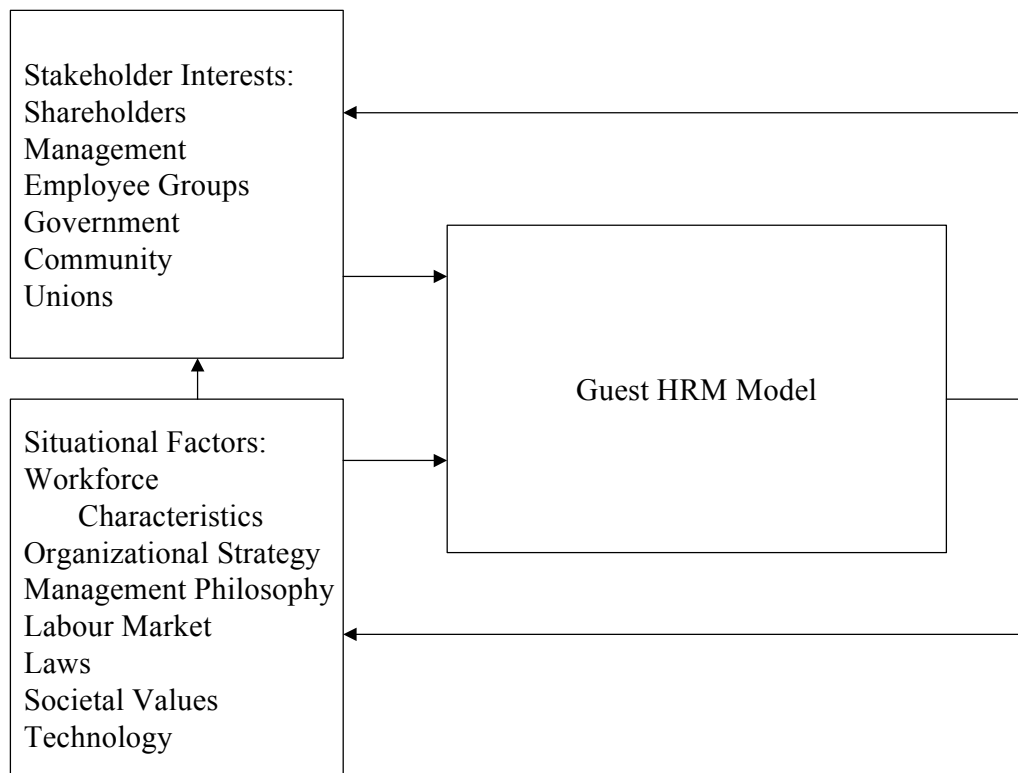 Stakeholder Interests:
Shareholders
Management
Employee Groups
Government
Community
Unions
Guest HRM Model
Situational Factors:
Workforce
Characteristics
Organizational Strategy
Management Philosophy
Labour Market
Laws
Societal Values
Technology